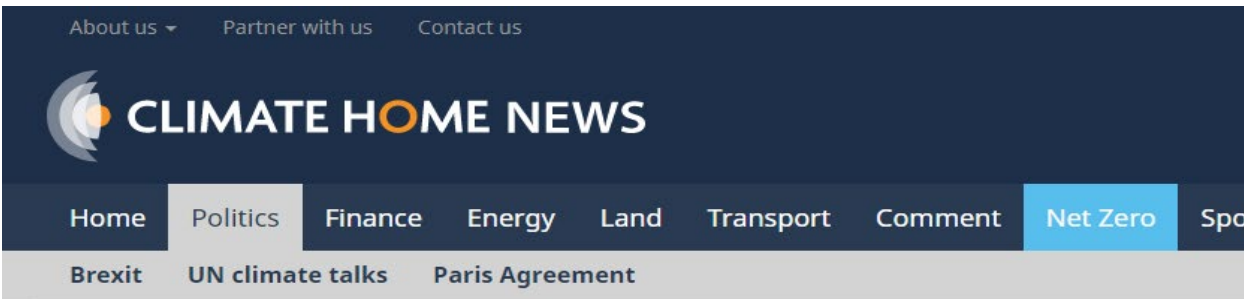 About us Partner with us Contact us
CLIMATE HOME NEWS
Home Politics Finance Energy Land Transport Comment Net Zero Spo
Brexit UN climate talks Paris Agreement